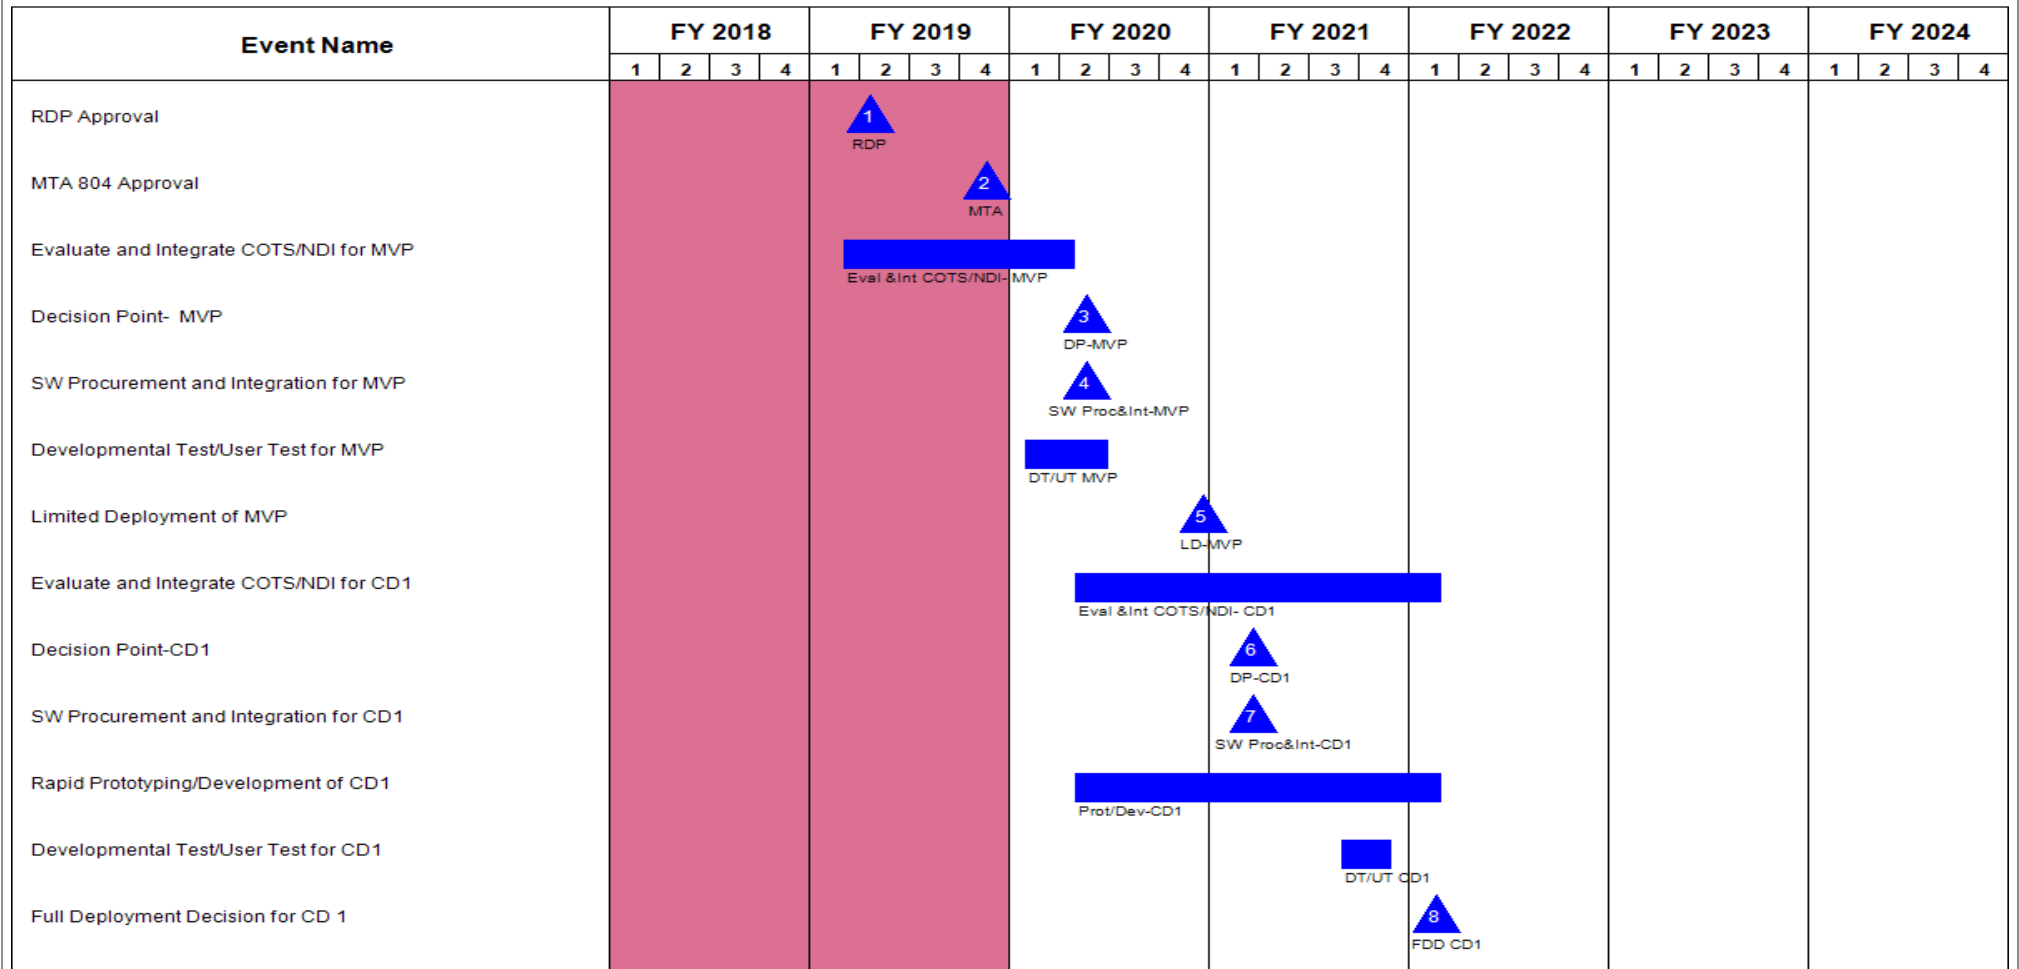 Event Name
FY 2018 FY 2019 FY 2020 FY 2021 FY 2022 FY 2023 FY 2024
1 2 3 4 1 2 3 4 1 2 3 4 1 2 3 4 1 2 3 4 1 2 3 4 1 2 3 4
RDP Approval
1
RDP
MTA 804 Approval
2
MTA
Evaluate and Integrate COTS/NDI for MVP
Eval &Int COTS/NDI- MVP
Decision Point- MVP
3
DP-MVP
SW Procurement and Integration for MVP
4
SW Proc&Int-MVP
Developmental Test/User Test for MVP
DT/UT MVP
Limited Deployment of MVP
5
LD-MVP
Evaluate and Integrate COTS/NDI for CD1
Eval &Int COTS/NDI- CD1
Decision Point-CD1
6
DP-CD1
SW Procurement and Integration for CD1
7
SW Proc&Int-CD1
Rapid Prototyping/Development of CD1
Prot/Dev-CD1
Developmental Test/User Test for CD1
DT/UT CD1
Full Deployment Decision for CD 1
8
FDD CD1